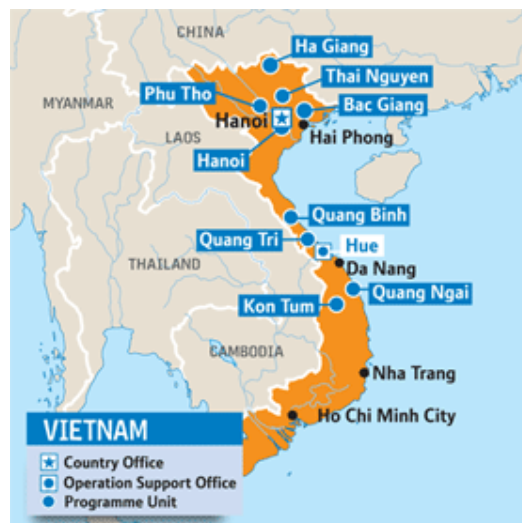 CHINA
Ha Giang
Thai Nguyen
Phu Tho
Bac Giang
MYANMAR
Hanoi
Hai Phong
LAOS
Hanoi
Quang Binh
Quang Tri
Hue
THAILAND
Da Nang
Quang Ngai
Kon Tum
CAMBODIA
Nha Trang
Ho Chi Minh City
VIETNAM
Country Office
Operation Support Office
Programme Unit